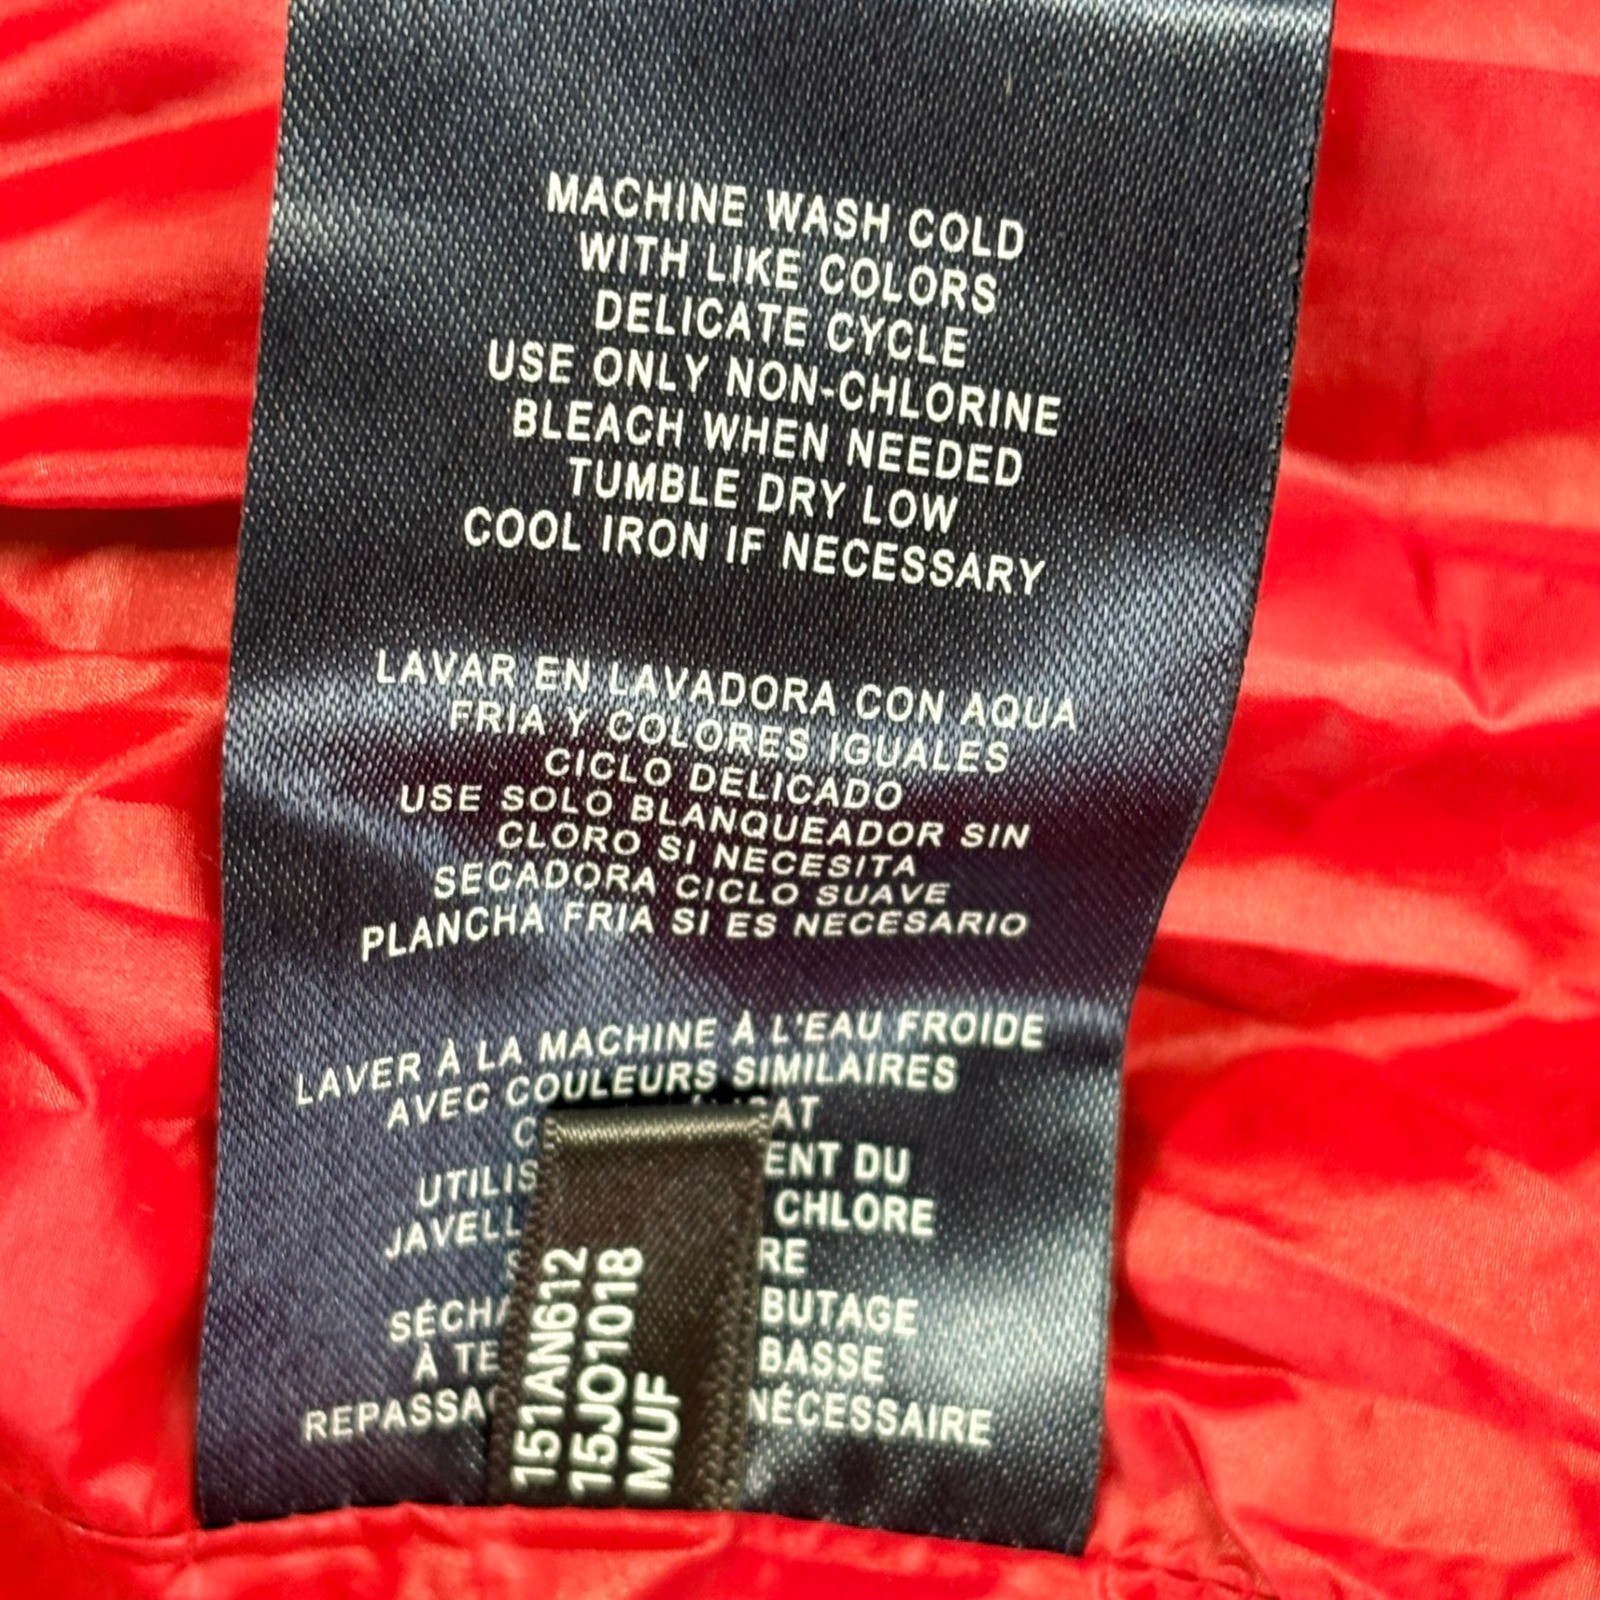 MACHINE WASH COLD
WITH LIKE COLORS
DELICATE CYCLE
USE ONLY NON-CHLORINE
BLEACH WHEN NEEDED
TUMBLE DRY LOW
COOL IRON IF NECESSARY
LAVAR EN LAVADORA CON AQUA
FRIA Y COLORES IGUALES
CICLO DELICADO
USE SOLO BLANQUEADOR SIN
CLORO SI NECESITA
SECADORA CICLO SUAVE
PLANCHA FRIA SI ES NECESARIO
LAVER À LA MACHINE À L'EAU FROIDE
AVEC COULEURS SIMILAIRES
DU
CHLORE
À BASSE
NÉCESSAIRE
151AN612
15JO1018
MUF